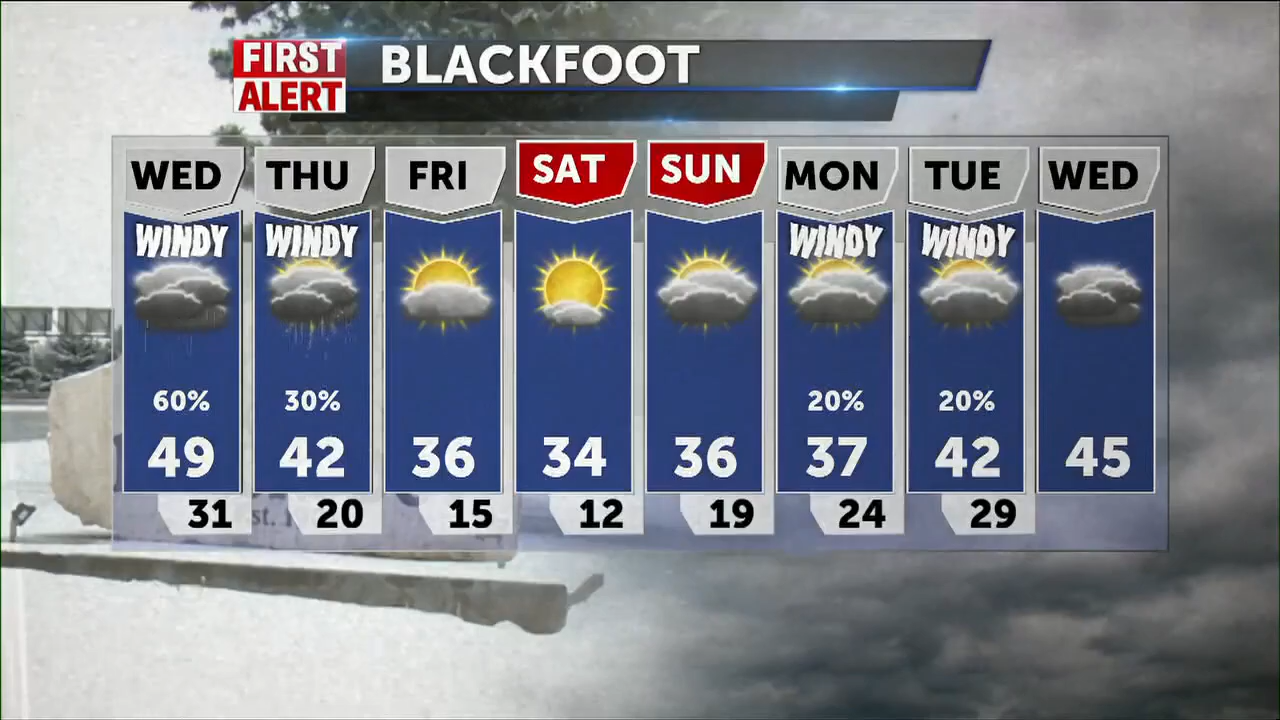 FIRST
ALERT
BLACKFOOT
WED THU FRI SAT SUN MON TUE WED
WINDY WINDY WINDY WINDY
60% 30% 20% 20%
49 42 36 34 36 37 42 45
31 20 15 12 19 24 29
st.